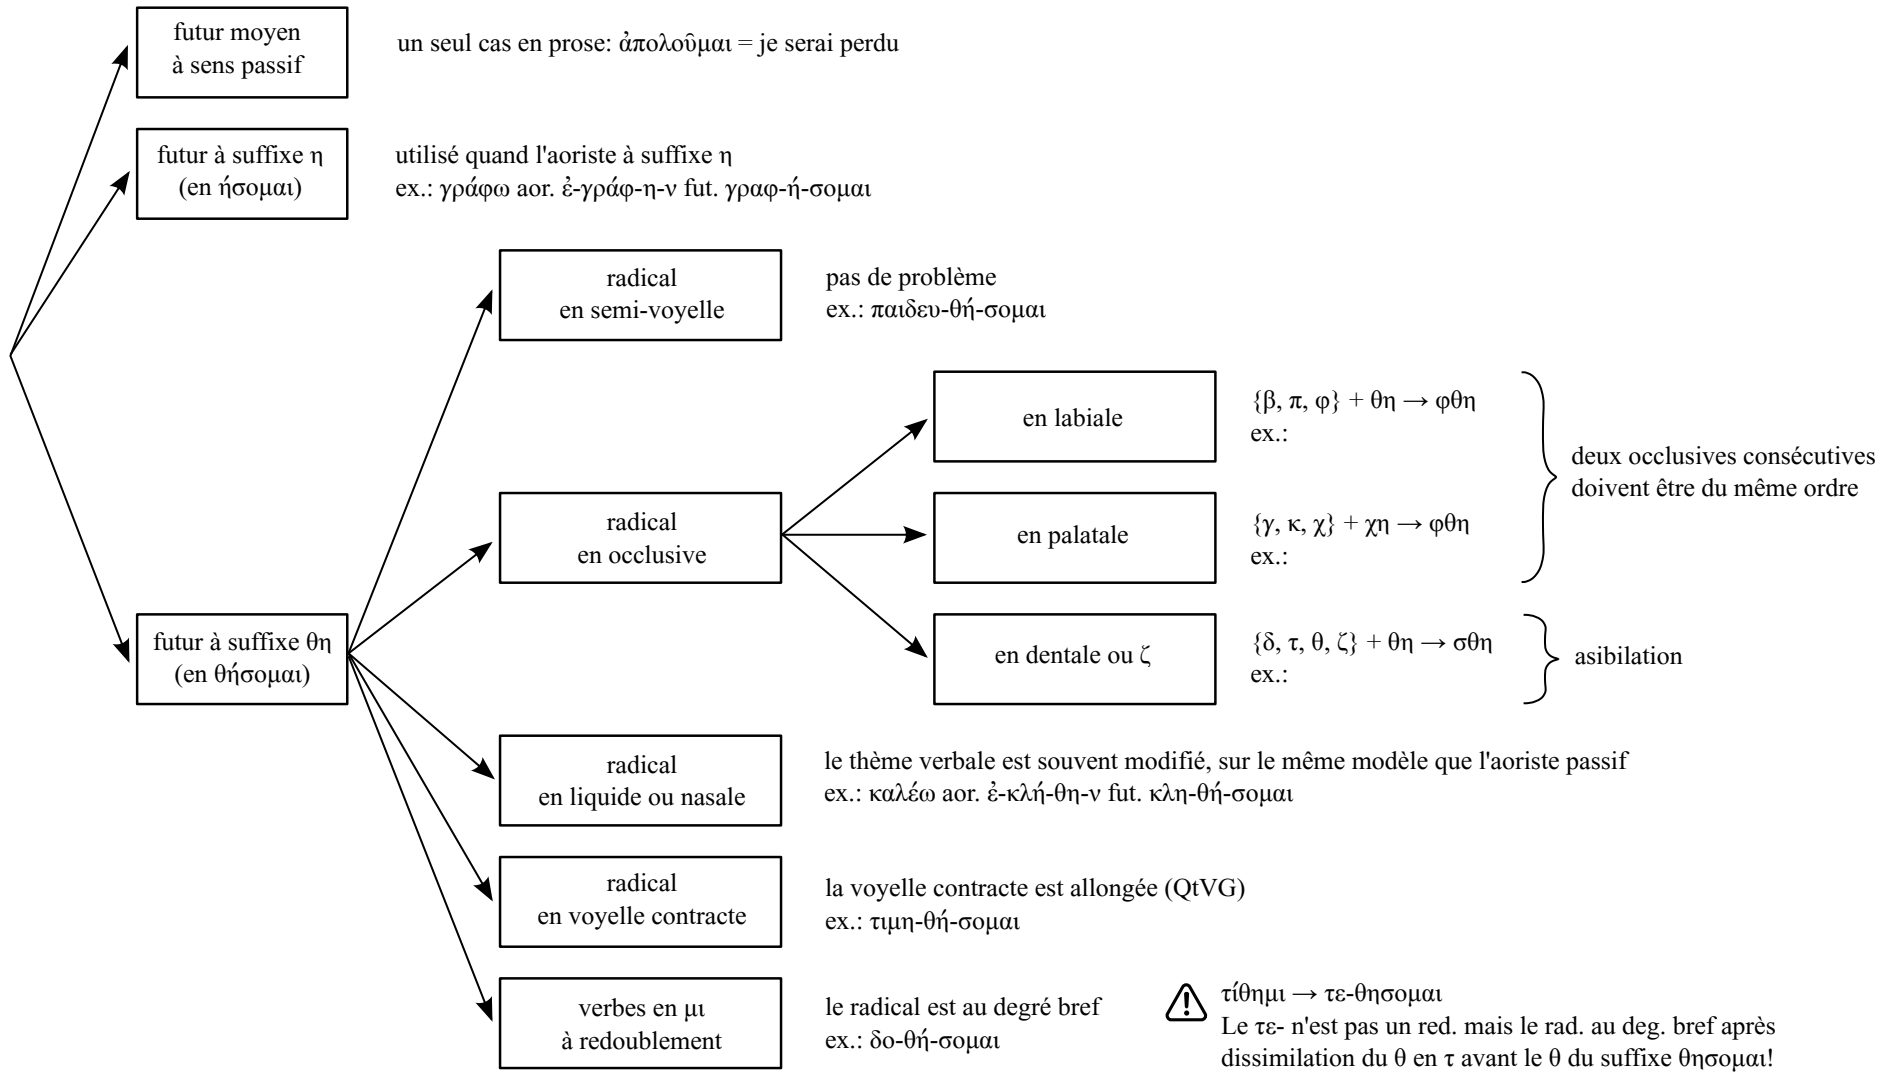 futur moyen
à sens passif
un seul cas en prose: ἀπολοῦμαι = je serai perdu
futur à suffixe η
(en ήσομαι)
utilisé quand l'aoriste à suffixe η
ex.: γράφω aor. ἐ-γράφ-η-ν fut. γραφ-ή-σομαι
radical
en semi-voyelle
pas de problème
ex.: παιδευ-θή-σομαι
en labiale
{β, π, φ} + θη → φθη
ex.:
deux occlusives consécutives
doivent être du même ordre
radical
en occlusive
en palatale
{γ, κ, χ} + χη → φθη
ex.:
futur à suffixe θη
(en θήσομαι)
en dentale ou ζ
{δ, τ, θ, ζ} + θη → σθη
ex.:
asibilation
radical
en liquide ou nasale
le thème verbale est souvent modifié, sur le même modèle que l'aoriste passif
ex.: καλέω aor. ἐ-κλή-θη-ν fut. κλη-θή-σομαι
radical
en voyelle contracte
la voyelle contracte est allongée (QtVG)
ex.: τιμη-θή-σομαι
verbes en μι
à redoublement
le radical est au degré bref
ex.: δο-θή-σομαι
τίθημι → τε-θησομαι
Le τε- n'est pas un red. mais le rad. au deg. bref après
dissimilation du θ en τ avant le θ du suffixe θησομαι!